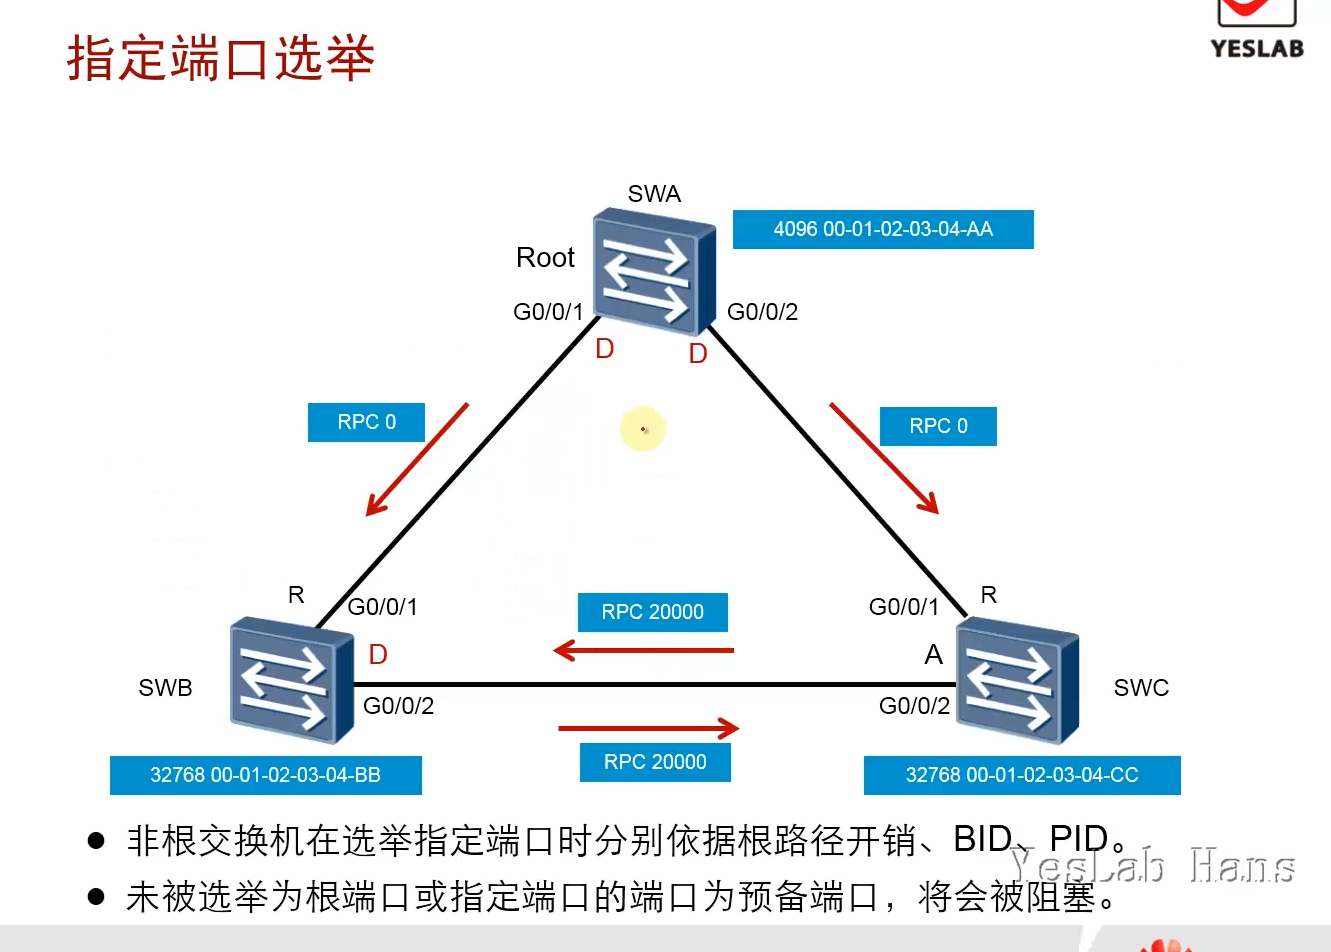 指定端口选举
YESLAB
SWA
4096 00-01-02-03-04-AA
Root
G0/0/1
G0/0/2
D
D
RPC 0
RPC 0
R
G0/0/1
G0/0/1
R
RPC 20000
D
A
SWB
SWC
G0/0/2
G0/0/2
RPC 20000
32768 00-01-02-03-04-BB
32768 00-01-02-03-04-CC
● 非根交换机在选举指定端口时分别依据根路径开销、BID、PID。
YesLab Hans
● 未被选举为根端口或指定端口的端口为预备端口，将会被阻塞。